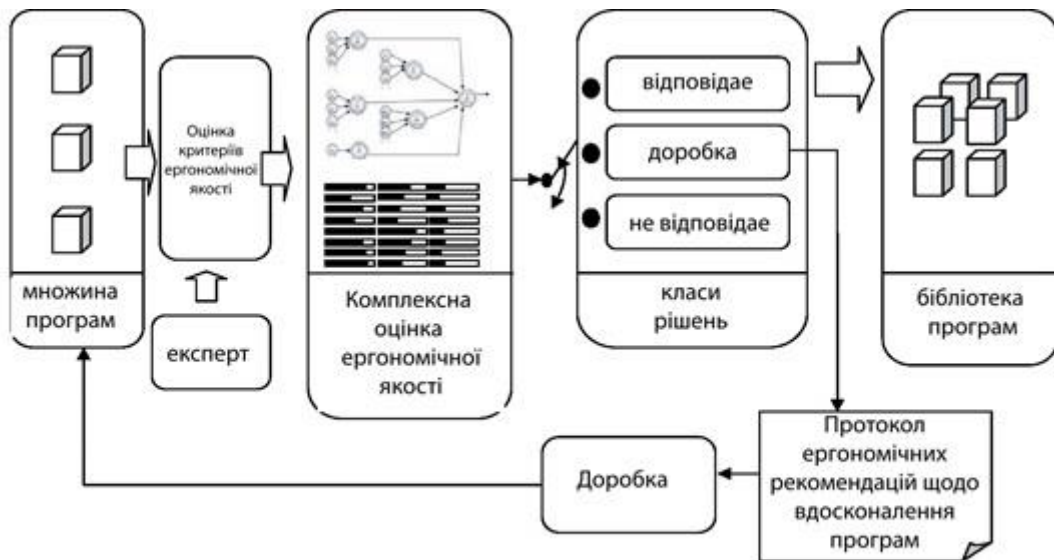 множина
програм
Оцінка
критеріїв
ергономічної
якості
експерт
Комплексна
оцінка
ергономічної
якості
відповідає
доробка
не відповідає
класи
рішень
бібліотека
програм
Протокол
ергономічних
рекомендацій щодо
вдосконалення
програм
Доробка